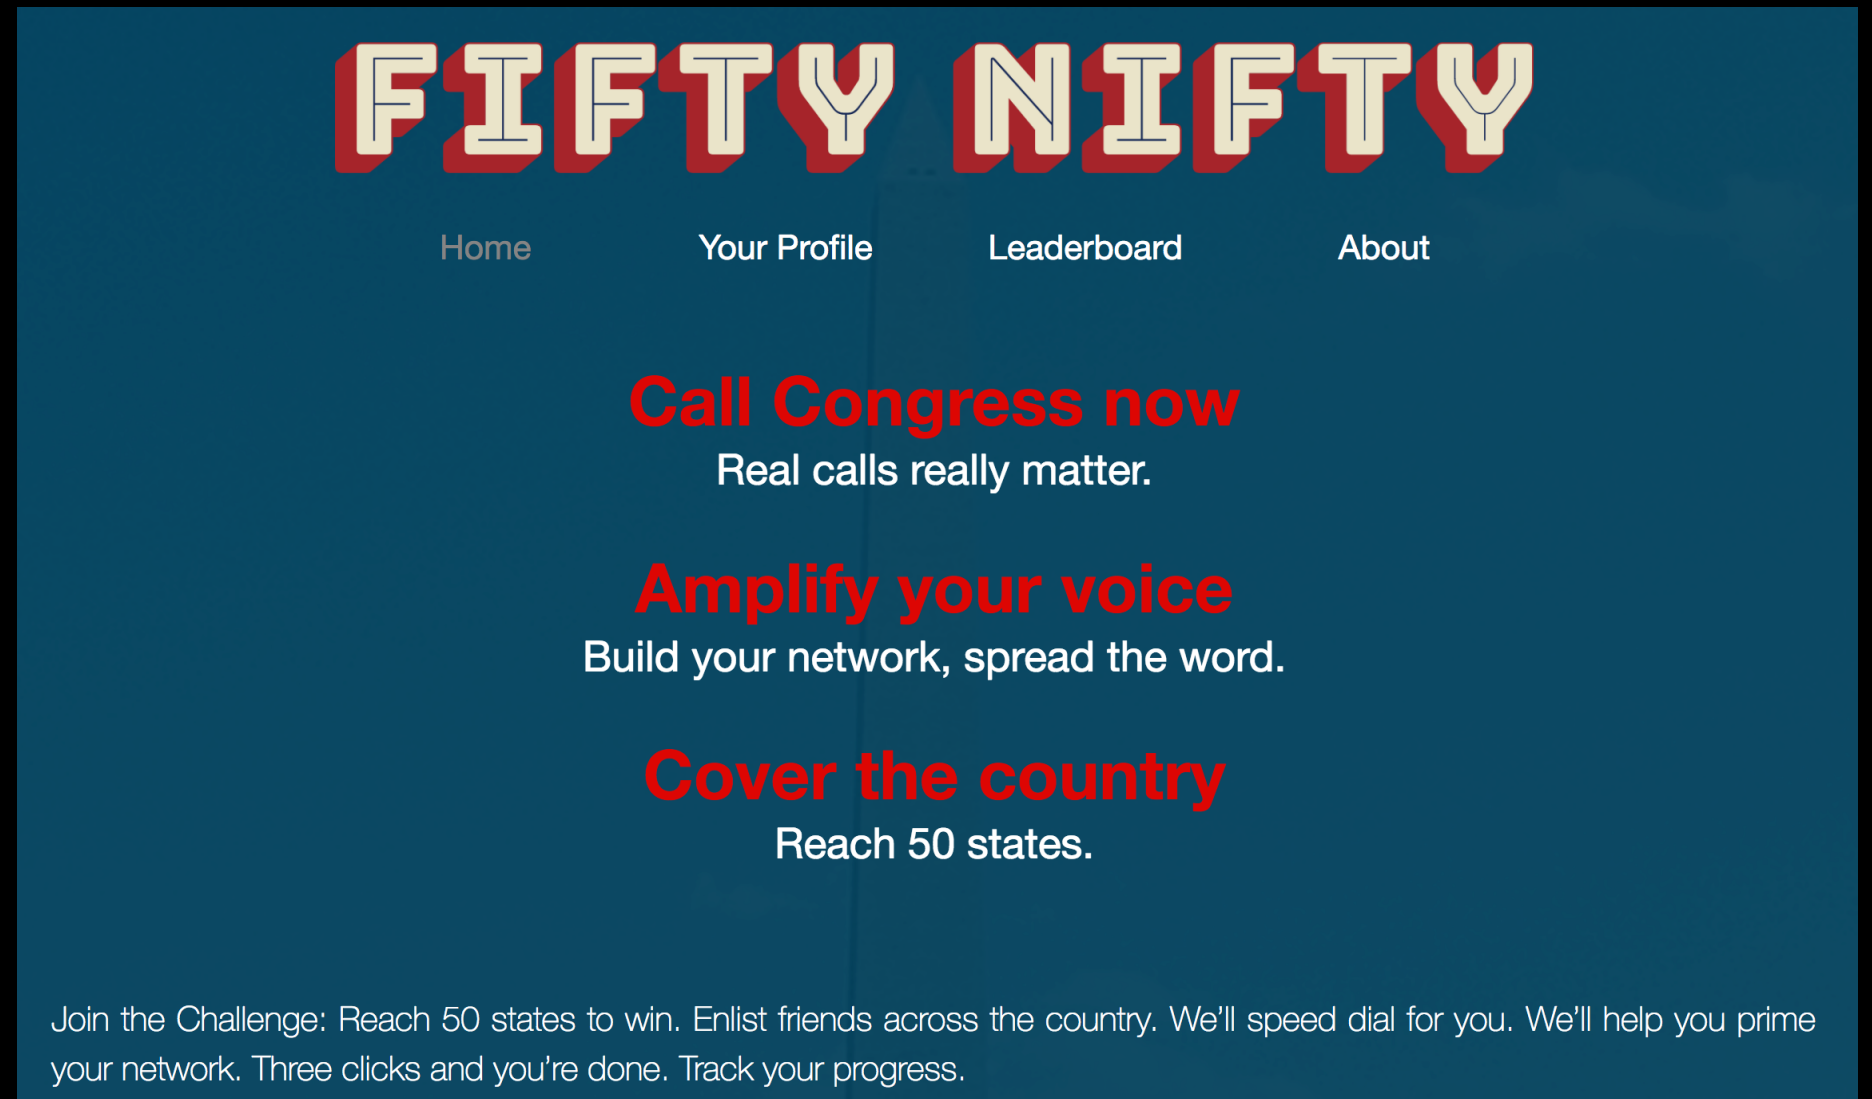 FIFTY NIFTY
Home Your Profile Leaderboard About
Call Congress now
Real calls really matter.
Amplify your voice
Build your network, spread the word.
Cover the country
Reach 50 states.
Join the Challenge: Reach 50 states to win. Enlist friends across the country. We’ll speed dial for you. We’ll help you prime
your network. Three clicks and you’re done. Track your progress.